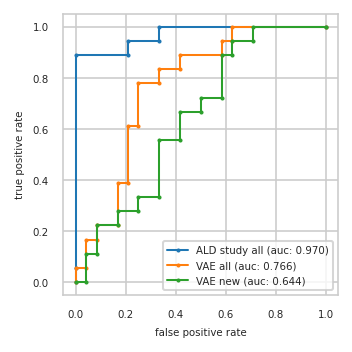 1.0
0.8
0.6
0.4
0.2
0.0
true positive rate
ALD study all (auc: 0.970)
VAE all (auc: 0.766)
VAE new (auc: 0.644)
0.0 0.2 0.4 0.6 0.8 1.0
false positive rate